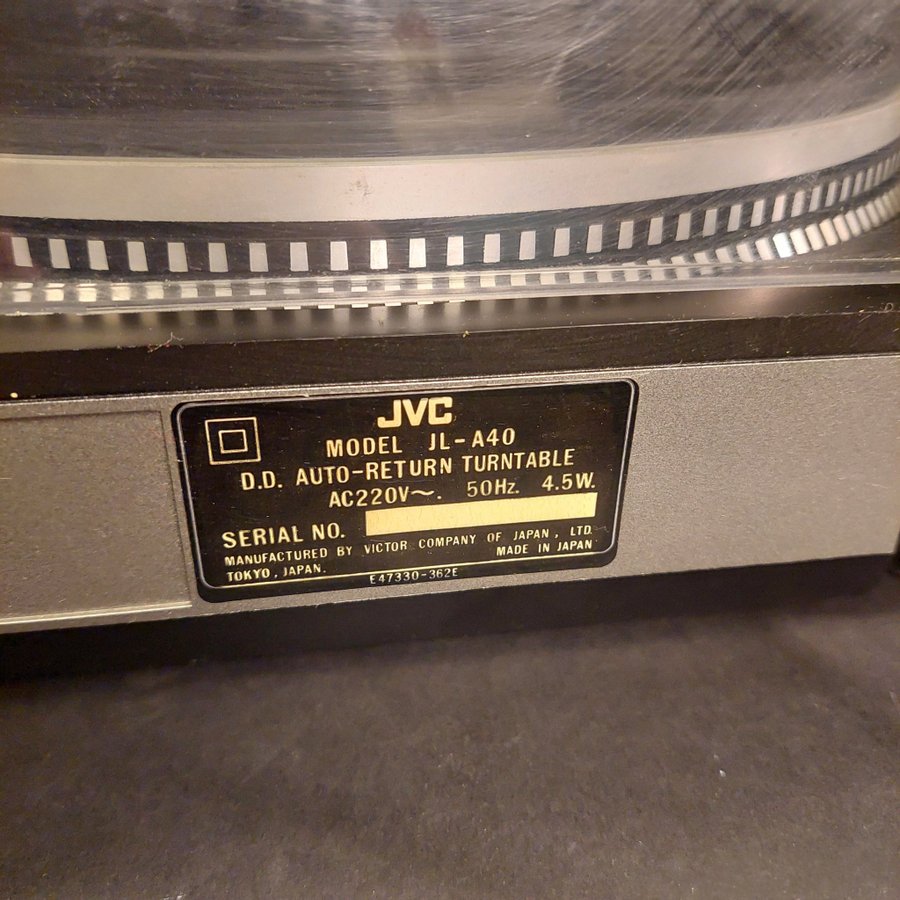 JVC
MODEL JL-A40
D.D. AUTO-RETURN TURNTABLE
AC220V～. 50Hz. 4.5W.
SERIAL NO.
MANUFACTURED BY VICTOR COMPANY OF JAPAN, LTD.
TOKYO, JAPAN. MADE IN JAPAN
E47330-362E